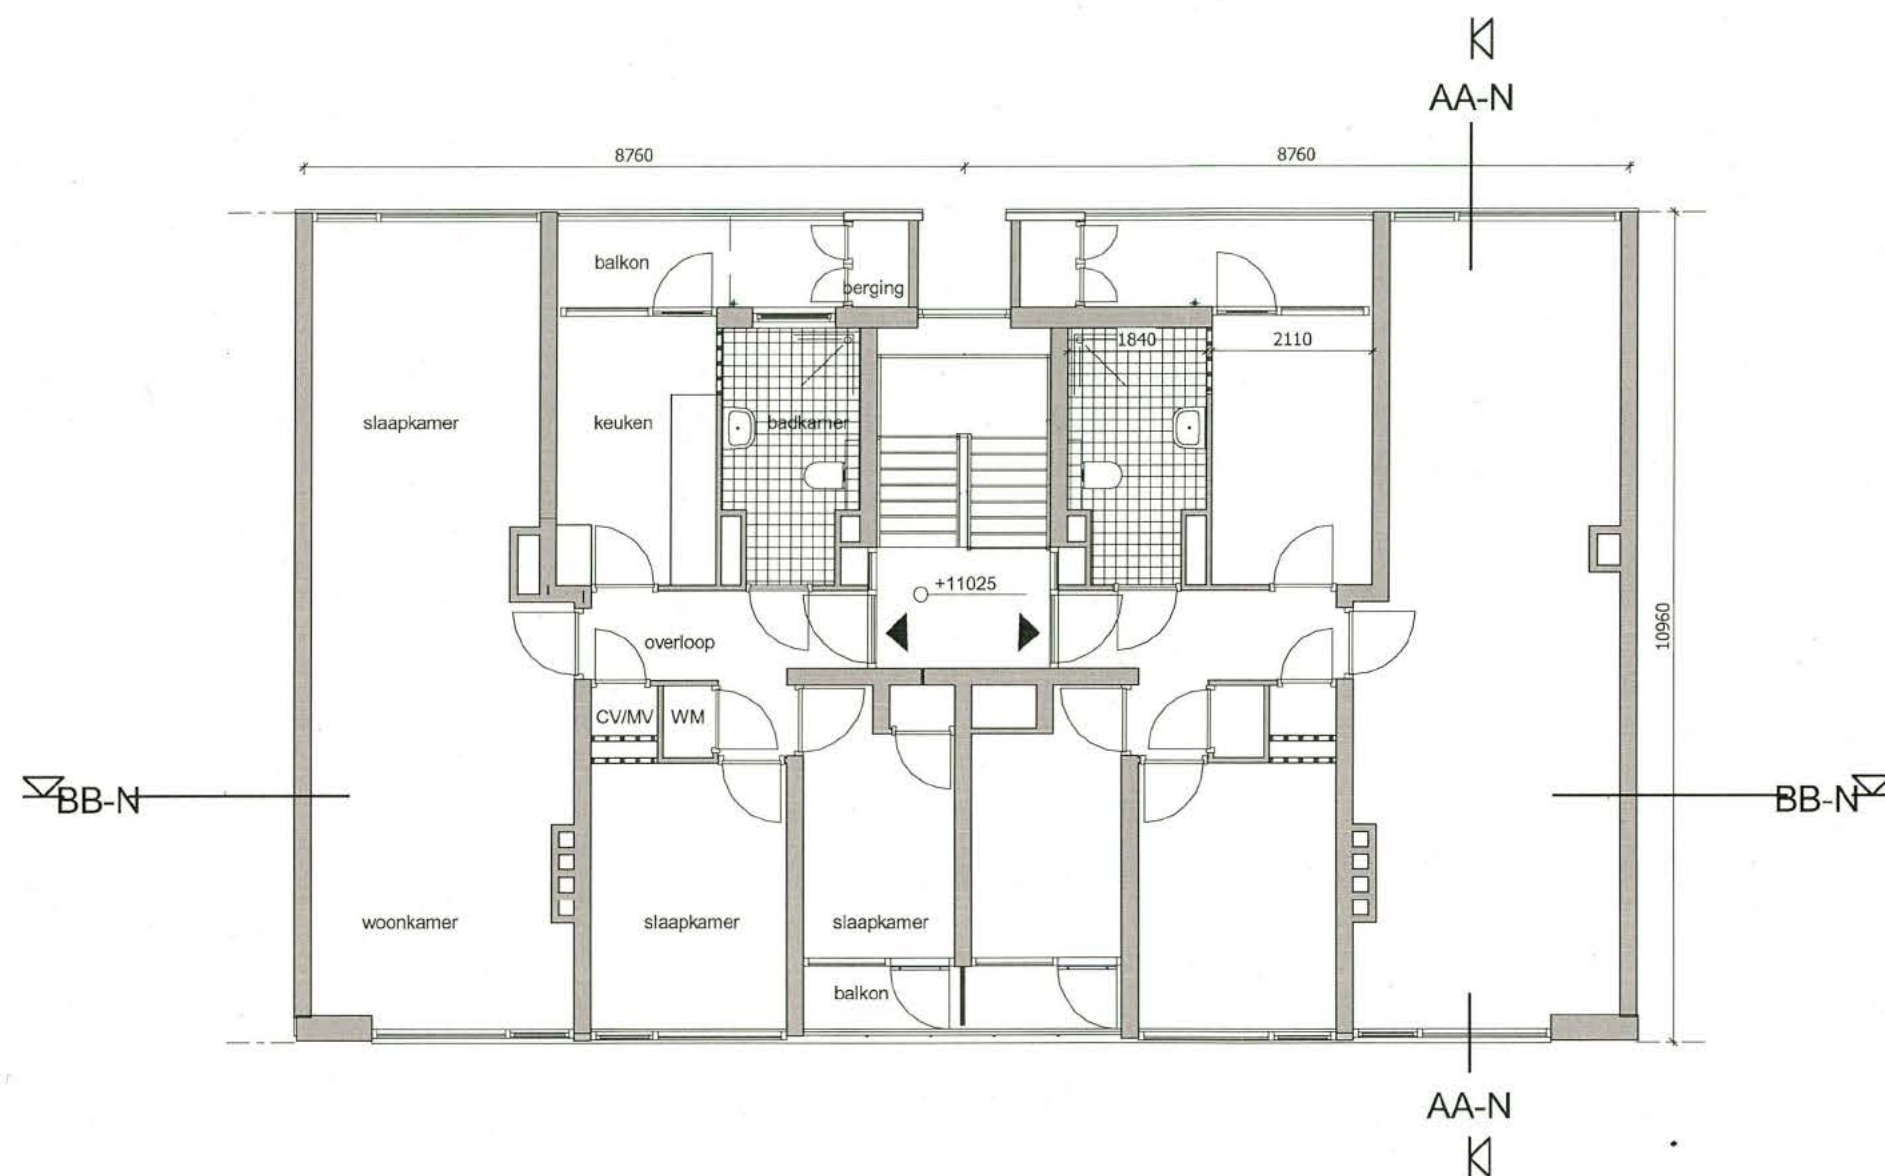 AA-N
8760 8760
balkon
berging
1840 2110
slaapkamer keuken badkamer
+11025
overloop
10960
CV/MV WM
BB-N BB-N
woonkamer slaapkamer slaapkamer
balkon
AA-N